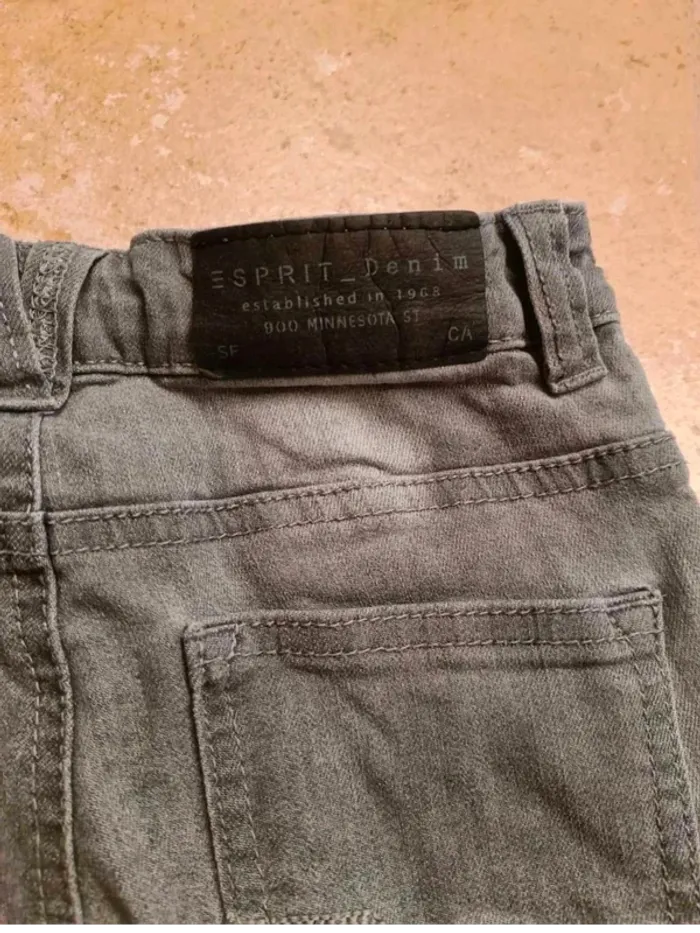 ESPRIT_Denim
established in 1968
900 MINNESOTA ST
SF CA